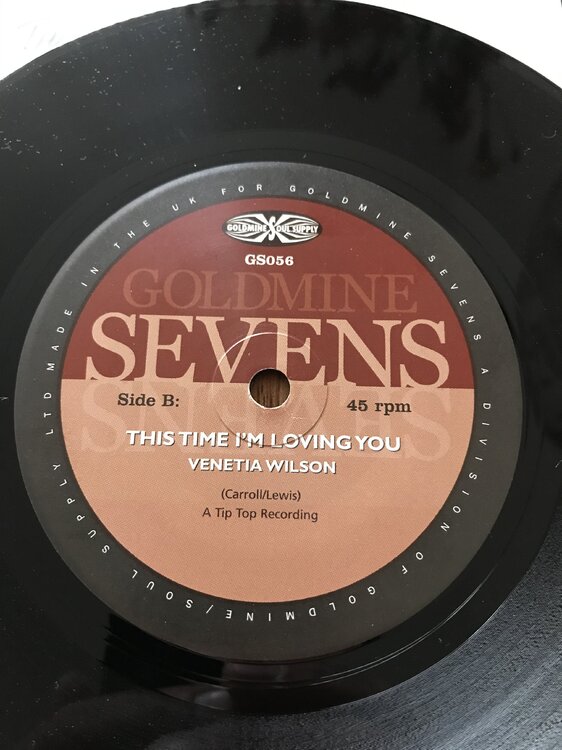 MADE IN THE UK FOR GOLDMINE SEVENS A DIVISION OF GOLDMINE/SOUL SUPPLY LTD
GOLDMINE SOUL SUPPLY
GS056
GOLDMINE
SEVENS
SEVENS
Side B:
45 rpm
THIS TIME I'M LOVING YOU
VENETIA WILSON
(Carroll/Lewis)
A Tip Top Recording